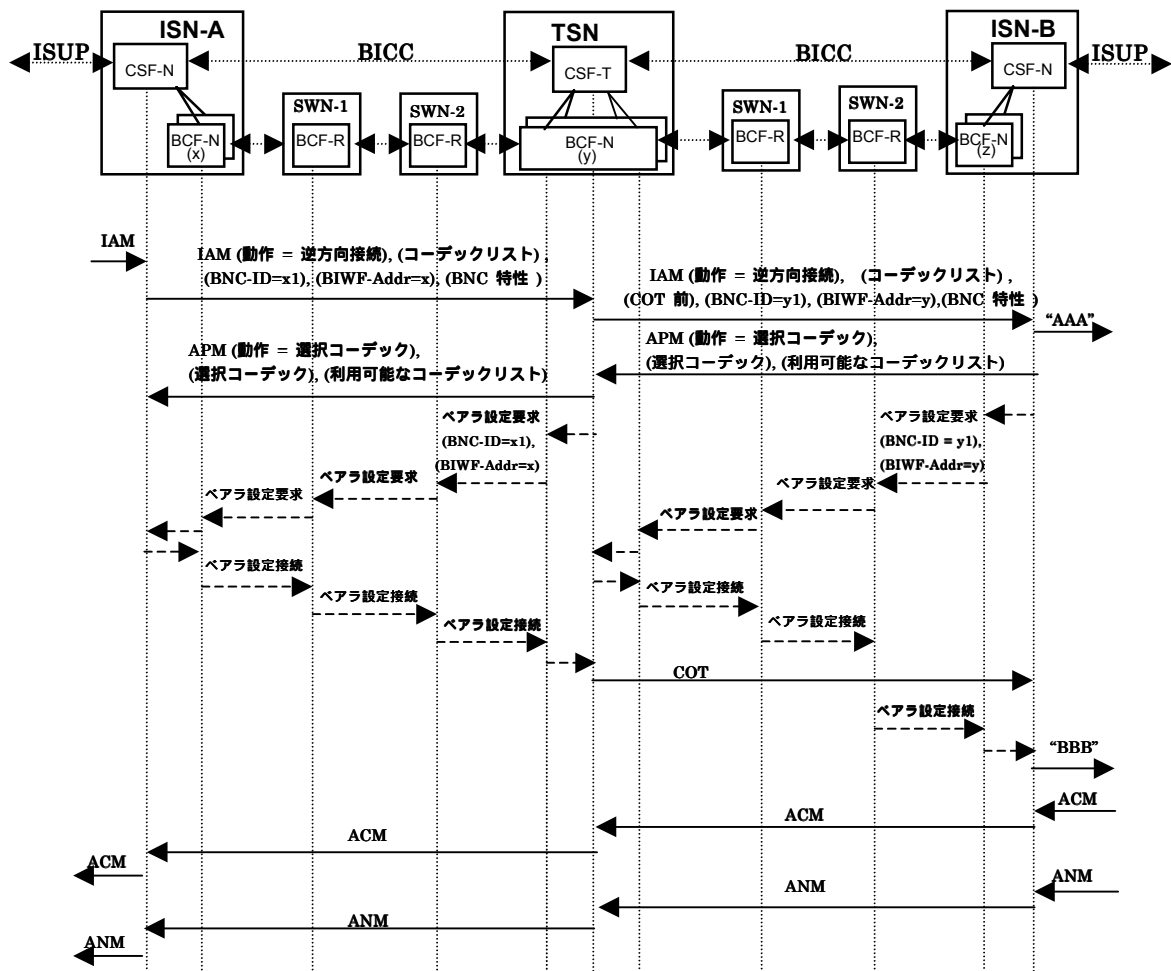 ISN-A
TSN
ISN-B
ISUP
BICC
BICC
ISUP
CSF-N
CSF-T
CSF-N
SWN-1
SWN-2
SWN-1
SWN-2
BCF-N
(x)
BCF-R
BCF-R
BCF-N
(y)
BCF-R
BCF-R
BCF-N
(z)
IAM
IAM (動作 = 逆方向接続), (コーデックリスト),
(BNC-ID=x1), (BIWF-Addr=x), (BNC 特性 )
IAM (動作 = 逆方向接続), (コーデックリスト),
(COT 前), (BNC-ID=y1), (BIWF-Addr=y),(BNC 特性 )
“AAA”
APM (動作 = 選択コーデック),
(選択コーデック), (利用可能なコーデックリスト)
APM (動作 = 選択コーデック),
(選択コーデック), (利用可能なコーデックリスト)
ベアラ設定要求
(BNC-ID=x1),
(BIWF-Addr=x)
ベアラ設定要求
(BNC-ID = y1),
(BIWF-Addr=y)
ベアラ設定要求
ベアラ設定要求
ベアラ設定要求
ベアラ設定要求
ベアラ設定接続
ベアラ設定接続
ベアラ設定接続
ベアラ設定接続
ベアラ設定接続
COT
ベアラ設定接続
“BBB”
ACM
ACM
ACM
ACM
ANM
ANM
ANM
ANM